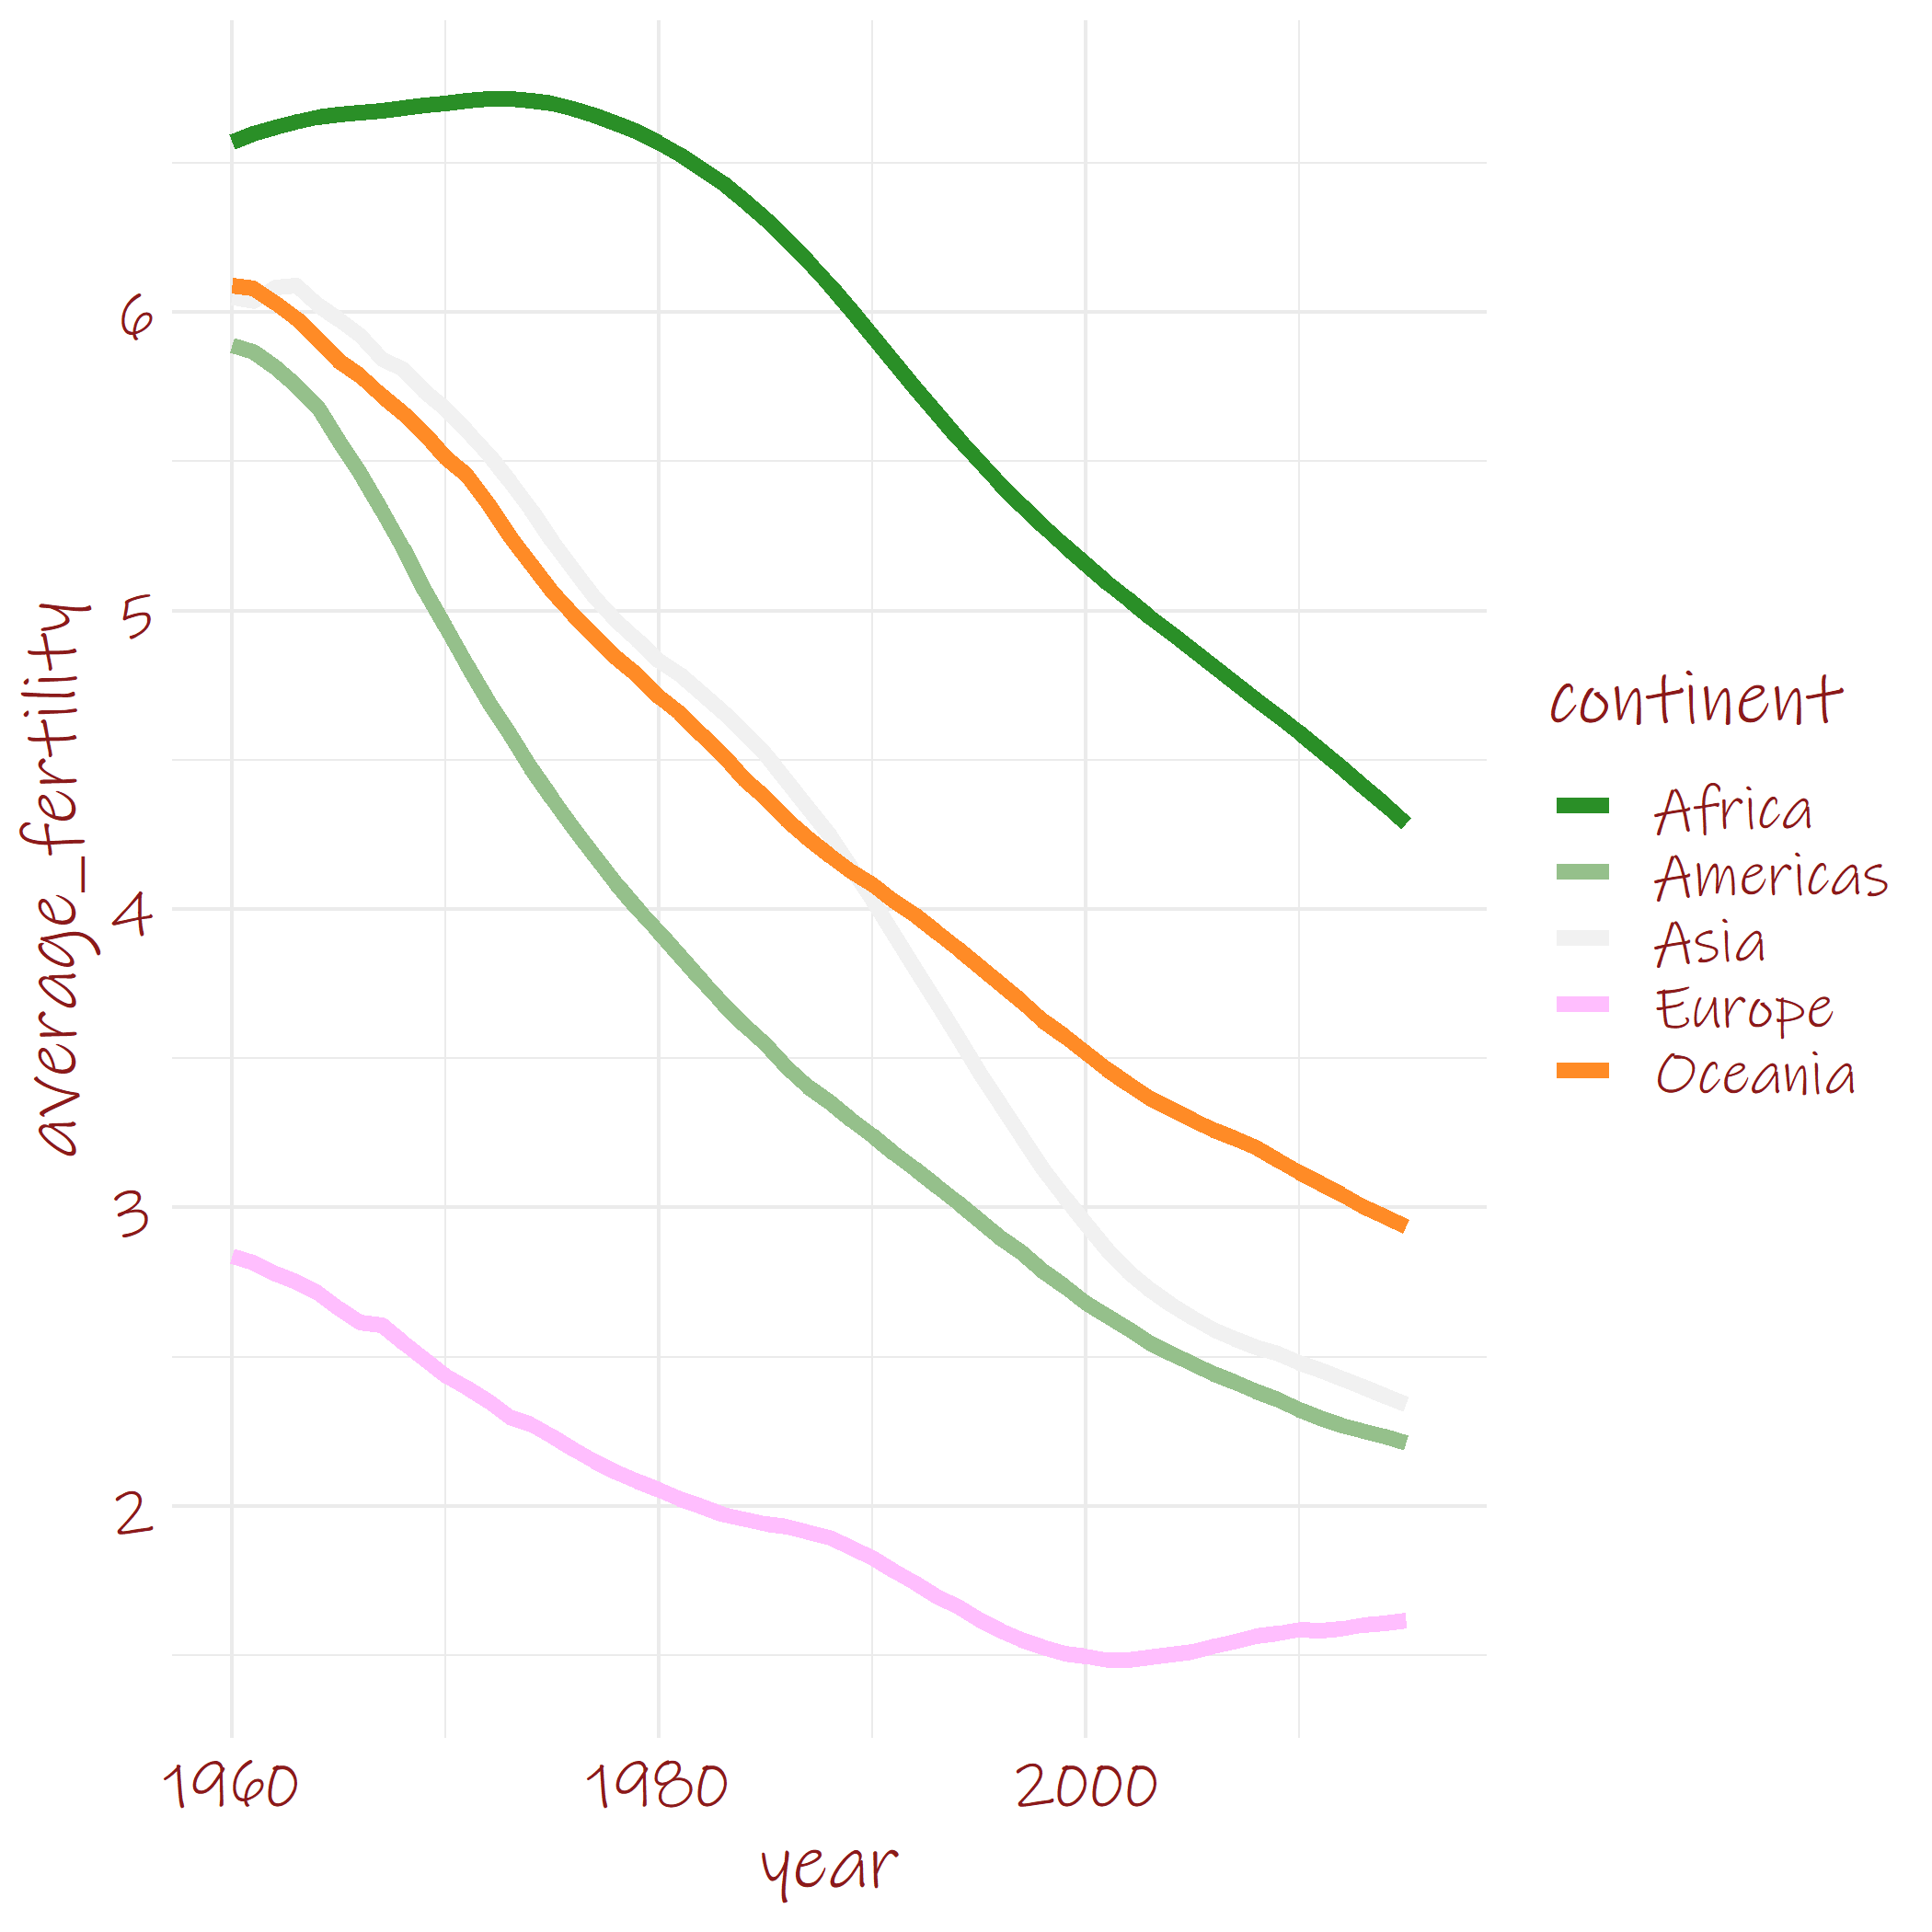 average_fertility
6
5
4
3
2
1960 1980 2000
year
continent
Africa
Americas
Asia
Europe
Oceania